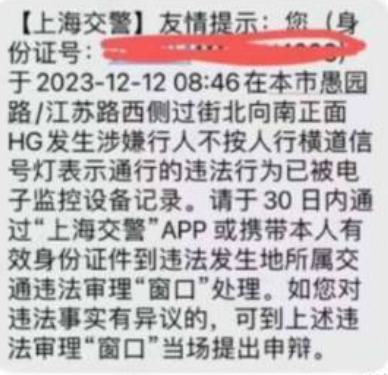 【上海交警】友情提示：您（身
份证号：
于 2023-12-12 08:46 在本市愚园
路/江苏路西侧过街北向南正面
HG发生涉嫌行人不按人行横道信
号灯表示通行的违法行为已被电
子监控设备记录。请于 30 日内通
过“上海交警”APP 或携带本人有
效身份证件到违法发生地所属交
通违法审理“窗口”处理。如您对
违法事实有异议的，可到上述违
法审理“窗口”当场提出申辩。